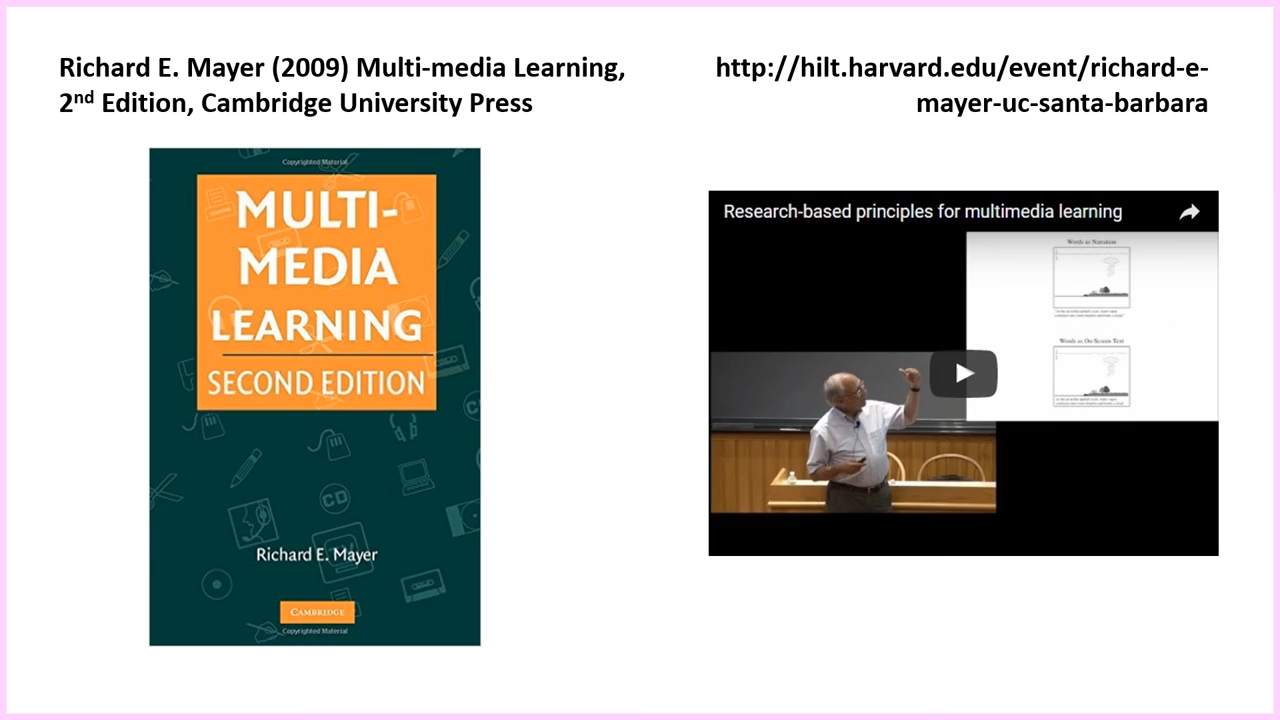 Richard E. Mayer (2009) Multi-media Learning,
2nd Edition, Cambridge University Press
http://hilt.harvard.edu/event/richard-e-
mayer-uc-santa-barbara
Copyrighted Material
MULTI-
MEDIA
LEARNING
SECOND EDITION
CD
CD
Richard E. Mayer
CAMBRIDGE
Copyrighted Material
Research-based principles for multimedia learning
Words as Narration
Words as On-Screen Text